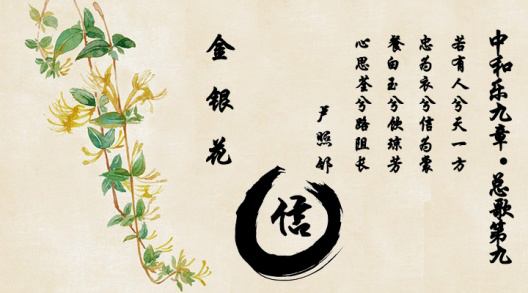 中和乐九章•总歌第九
若有人兮天一方
忠为衣兮信为裳
餐白玉兮饮琼芳
心思荃兮路阻长
卢照邻
信
金银花